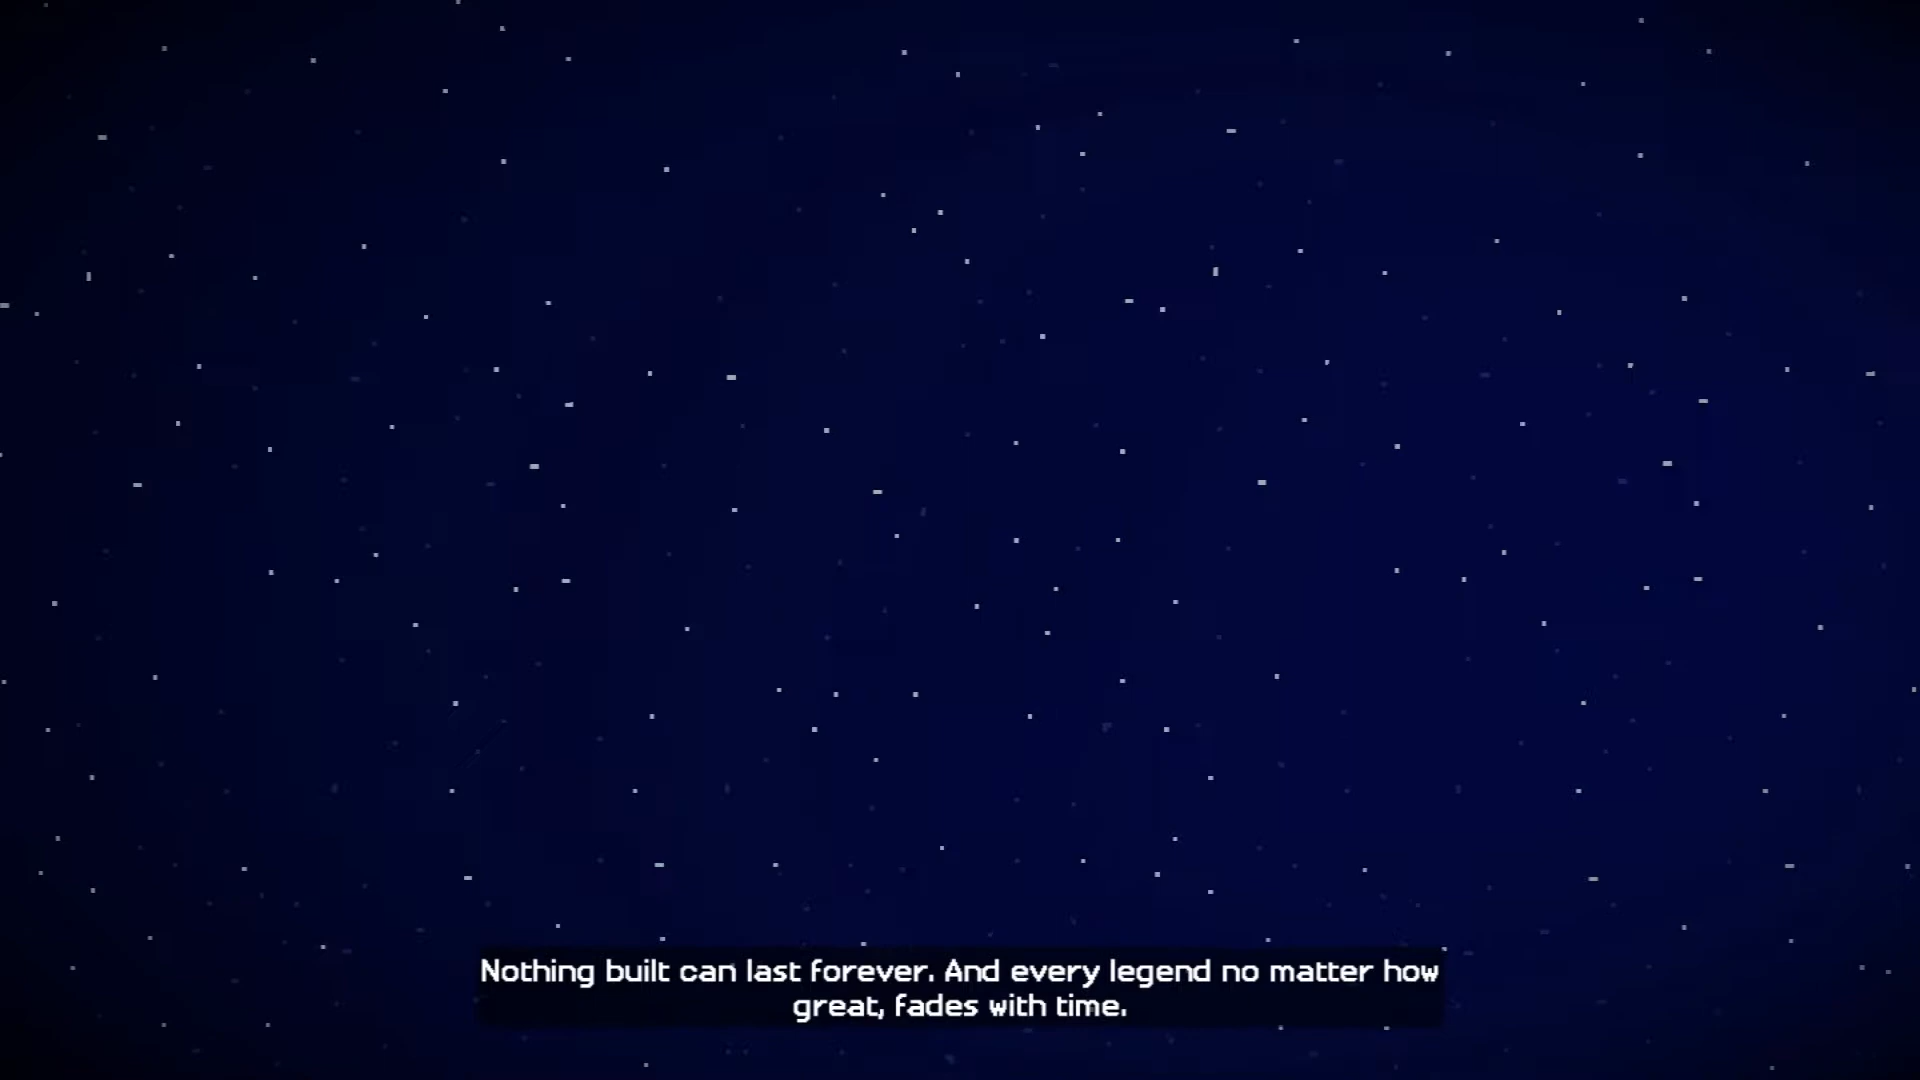 Nothing built can last forever. And every legend no matter how
great, fades with time.